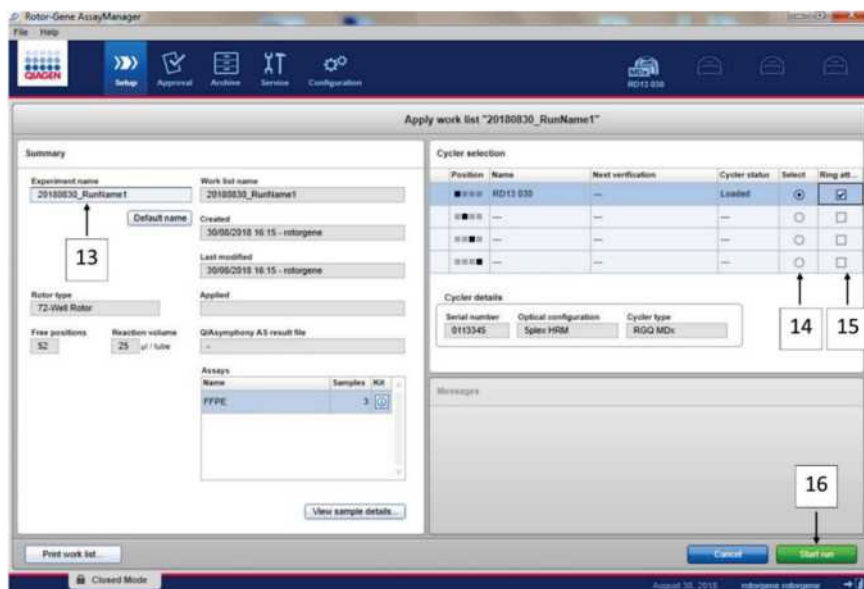 Rotor-Gene AssayManager
File Help
QIAGEN
Setup Approval Archive Service Configuration
MDx
RD13 030
Apply work list "20180830_RunName1"
Summary
Experiment name
20180830_RunName1
Default name
13
Work list name
20180830_RunName1
Created
30/08/2018 16:15 - rotorgene
Last modified
30/08/2018 16:15 - rotorgene
Rotor type
72-Well Rotor
Applied
Free positions Reaction volume
52 25 µl / tube
QIAsymphony AS result file
-
Assays
Name Samples Kit
FFPE 3
View sample details...
Cycler selection
Position Name Next verification Cycler status Select Ring att...
RD13 030 --- Loaded
--- --- ---
--- --- ---
--- --- ---
14
15
Cycler details
Serial number Optical configuration Cycler type
0113345 5plex HRM RGQ MDx
Messages
16
Print work list...
Cancel
Start run
Closed Mode
August 30, 2018 rotorgene rotorgene